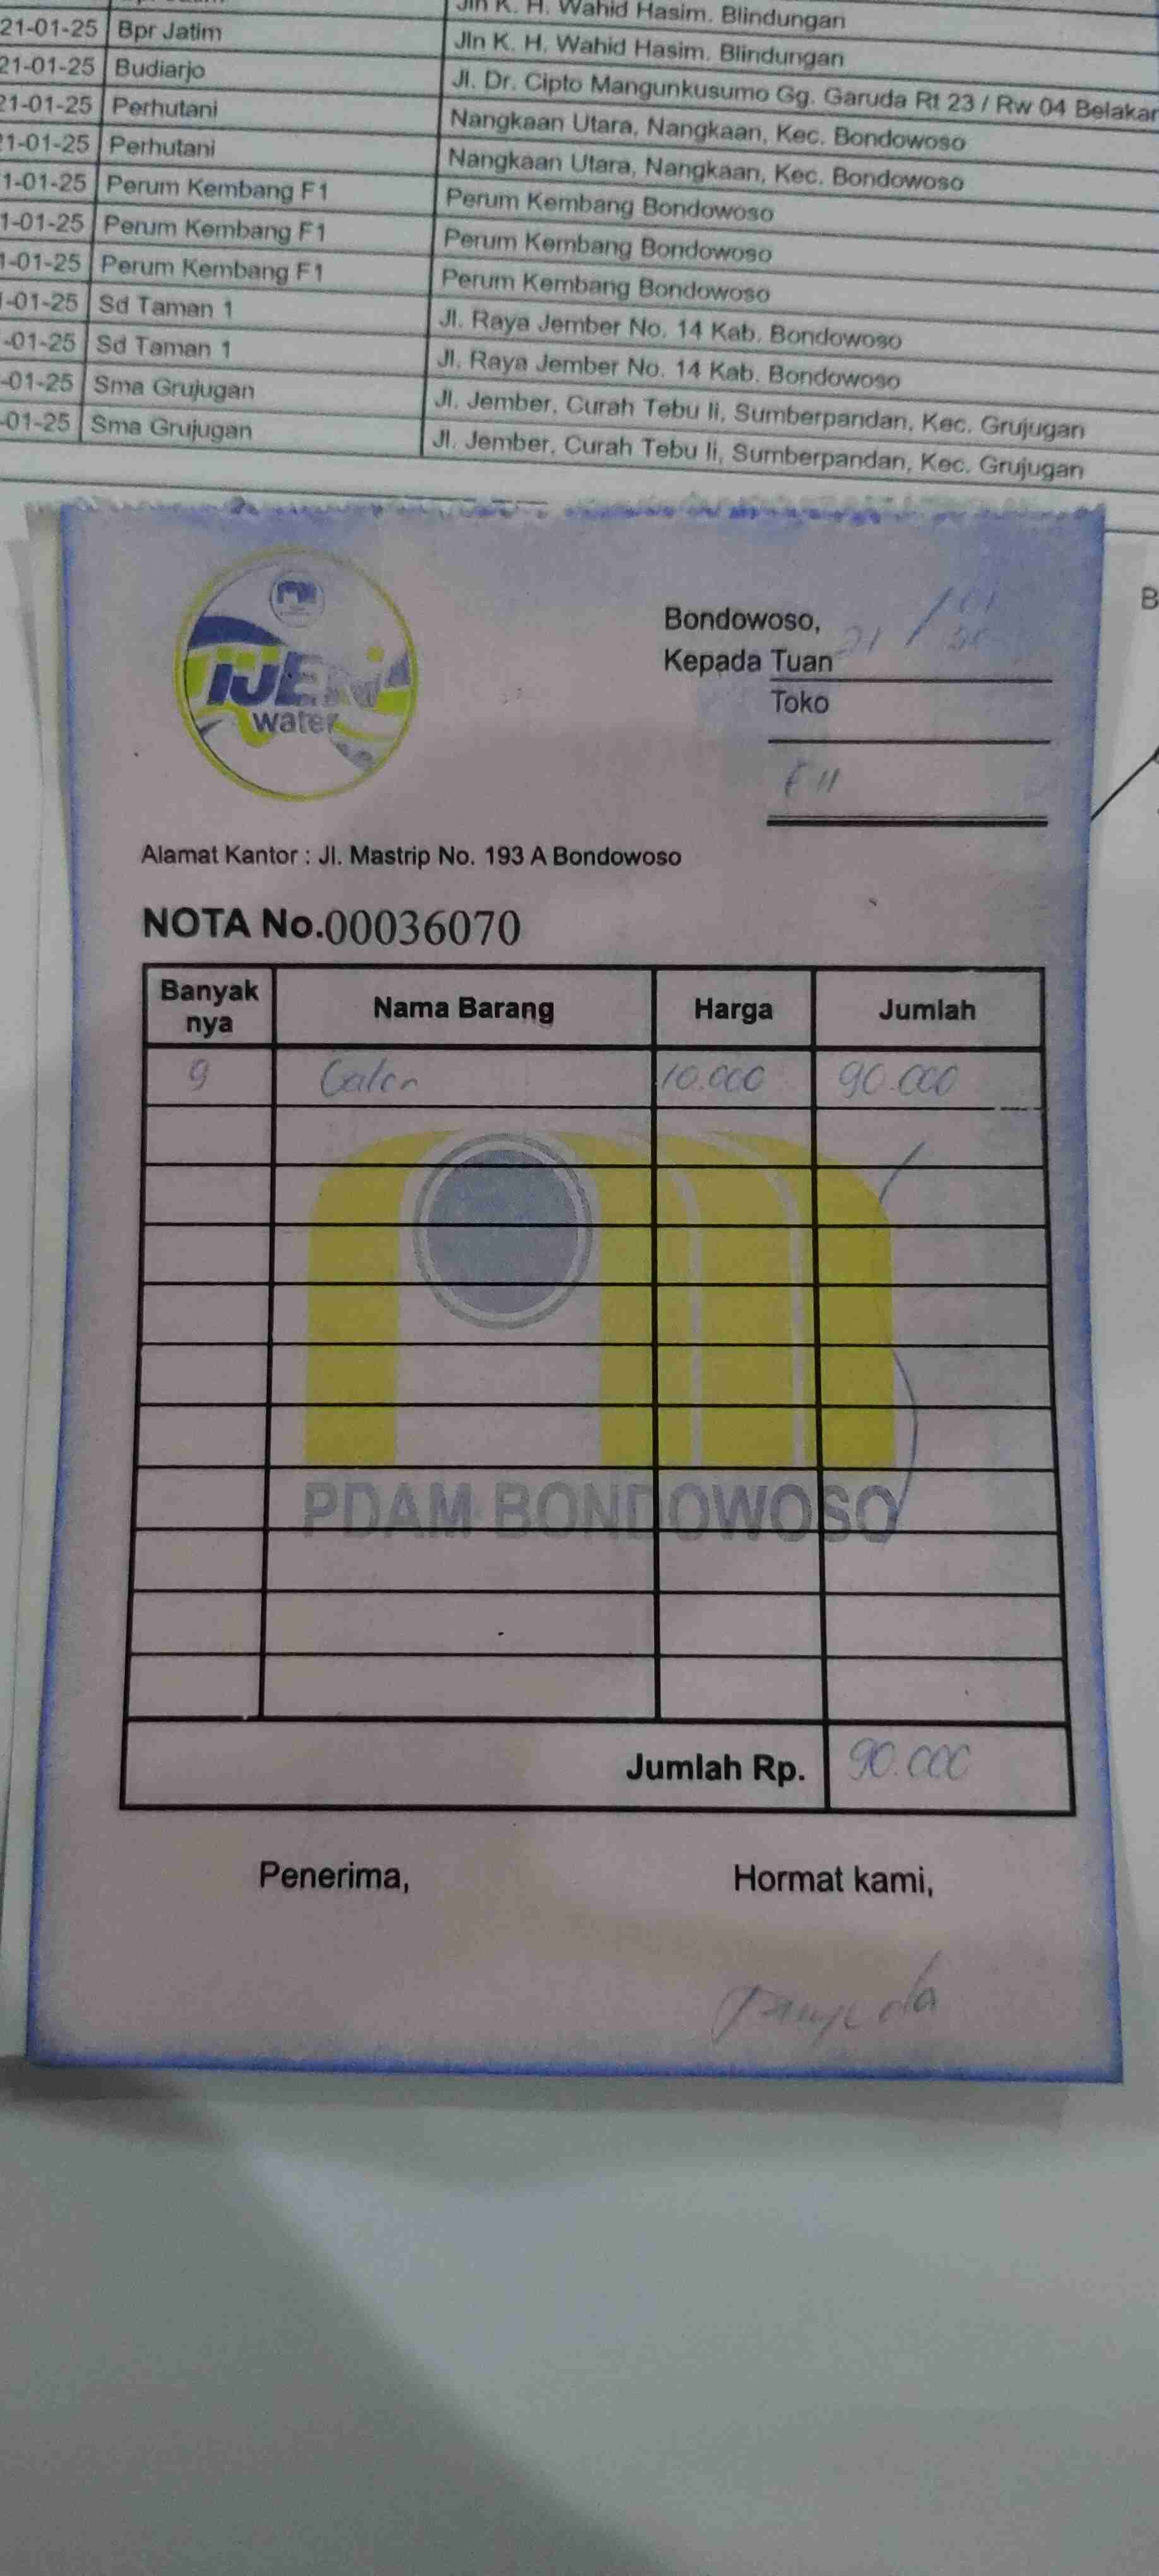 Jln K. H. Wahid Hasim. Blindungan
21-01-25 Bpr Jatim Jln K. H. Wahid Hasim. Blindungan
21-01-25 Budiarjo Jl. Dr. Cipto Mangunkusumo Gg. Garuda Rt 23 / Rw 04 Belakan
21-01-25 Perhutani Nangkaan Utara, Nangkaan, Kec. Bondowoso
1-01-25 Perhutani Nangkaan Utara, Nangkaan, Kec. Bondowoso
1-01-25 Perum Kembang F1 Perum Kembang Bondowoso
1-01-25 Perum Kembang F1 Perum Kembang Bondowoso
1-01-25 Perum Kembang F1 Perum Kembang Bondowoso
-01-25 Sd Taman 1 Jl. Raya Jember No. 14 Kab. Bondowoso
-01-25 Sd Taman 1 Jl. Raya Jember No. 14 Kab. Bondowoso
-01-25 Sma Grujugan Jl. Jember, Curah Tebu Ii, Sumberpandan, Kec. Grujugan
-01-25 Sma Grujugan Jl. Jember, Curah Tebu Ii, Sumberpandan, Kec. Grujugan
B
IJEN
water
Bondowoso, 21/01
Kepada Tuan
Toko
Alamat Kantor : Jl. Mastrip No. 193 A Bondowoso
NOTA No.00036070
Banyak nya Nama Barang Harga Jumlah
9 Galon 10.000 90.000
PDAM BONDOWOSO
Jumlah Rp. 90.000
Penerima, Hormat kami,